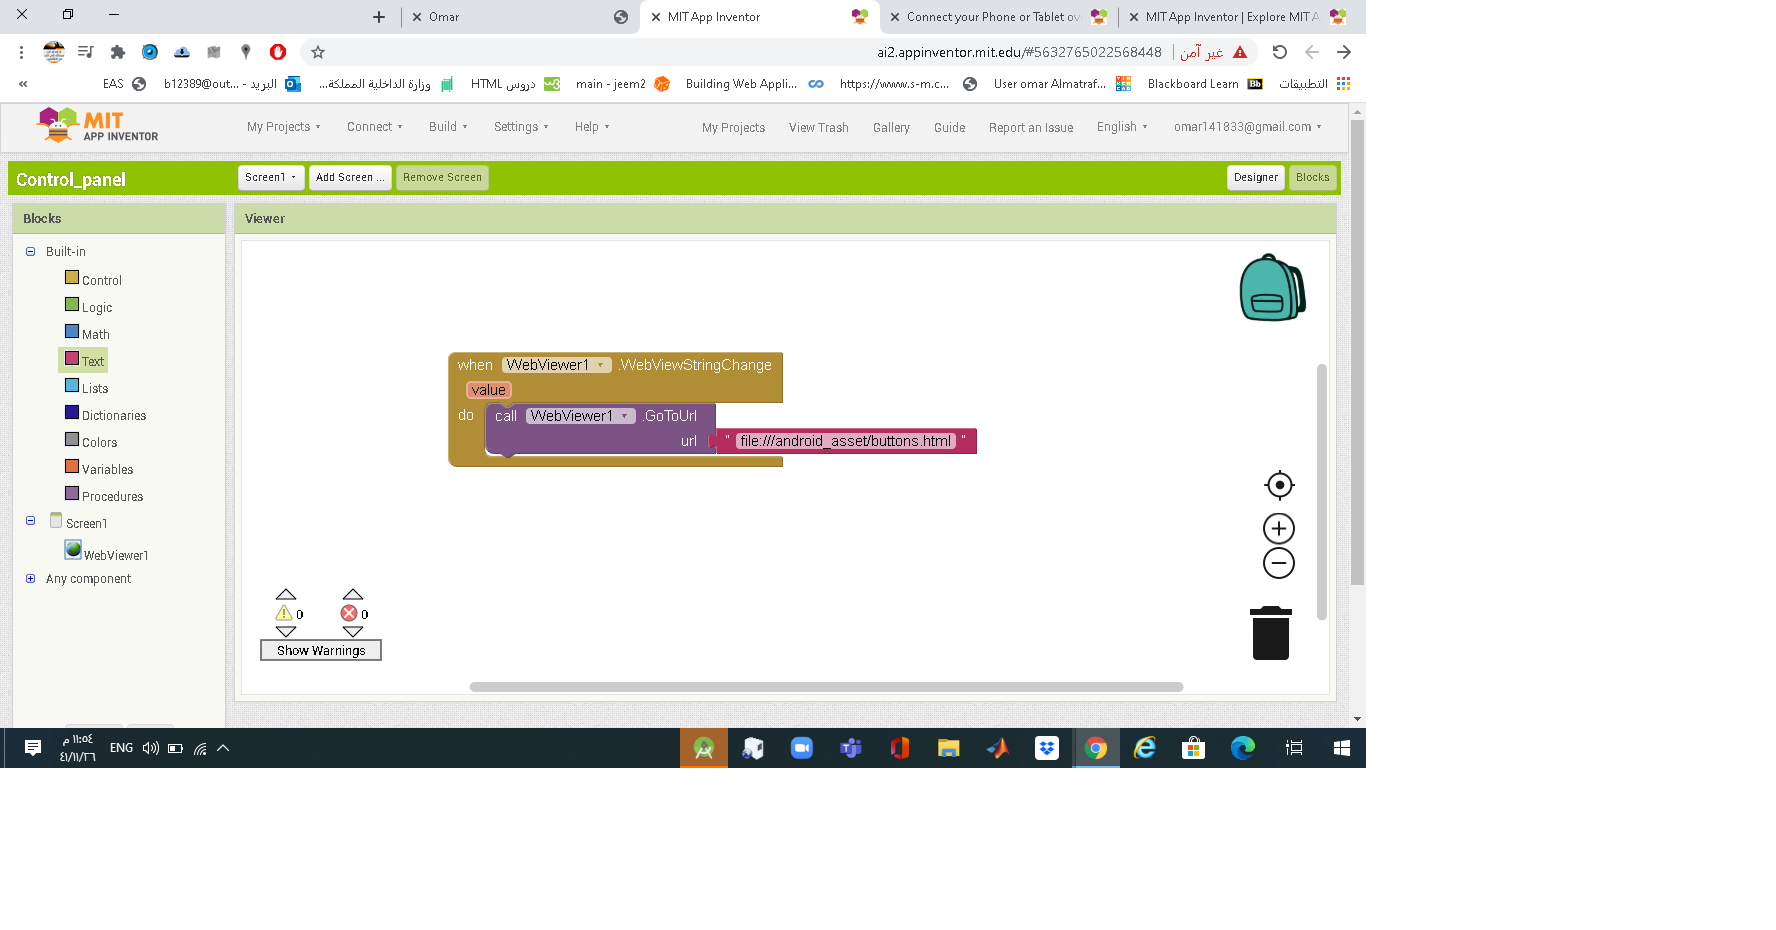 Omar
MIT App Inventor
Connect your Phone or Tablet ov
MIT App Inventor | Explore MIT A
ai2.appinventor.mit.edu/#5632765022568448
غير آمن
EAS
b12389@out... - البريد
وزارة الداخلية المملكة...
دروس HTML
main - jeem2
Building Web Appli...
https://www.s-m.c...
User omar Almatraf...
Blackboard Learn
Bb
التطبيقات
MIT
APP INVENTOR
My Projects
Connect
Build
Settings
Help
My Projects
View Trash
Gallery
Guide
Report an Issue
English
omar141833@gmail.com
Control_panel
Screen1
Add Screen ...
Remove Screen
Designer
Blocks
Blocks
Viewer
Built-in
Control
Logic
Math
Text
Lists
Dictionaries
Colors
Variables
Procedures
Screen1
WebViewer1
Any component
when WebViewer1 .WebViewStringChange
value
do call WebViewer1 .GoToUrl
url " file:///android_asset/buttons.html "
0
0
Show Warnings
١١:٥٤ م
٤١/١١/٢٦
ENG